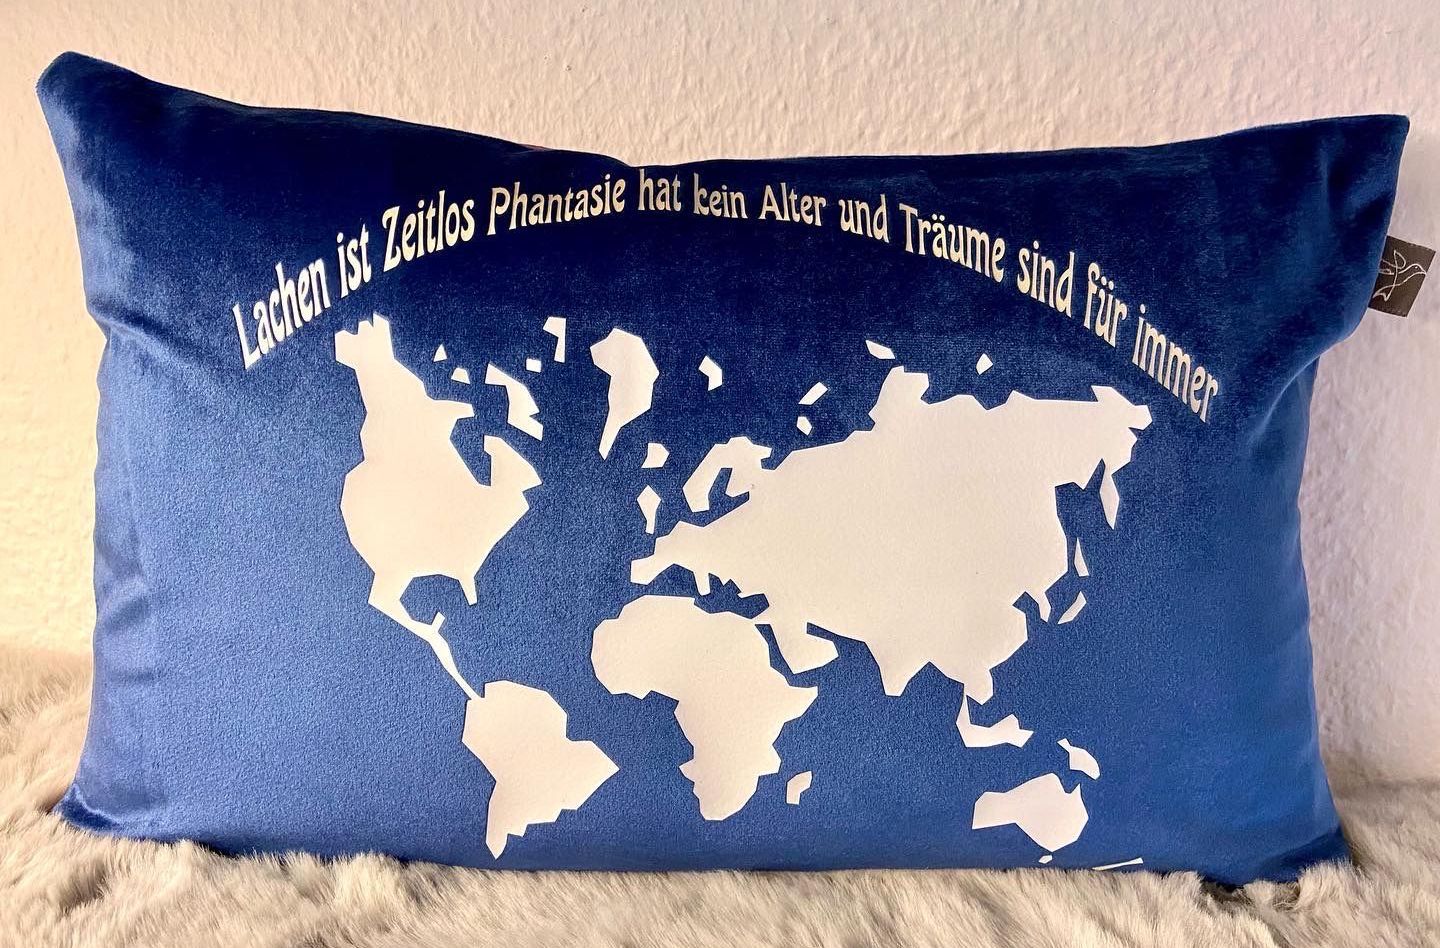 Lachen ist Zeitlos Phantasie hat kein Alter und Träume sind für immer